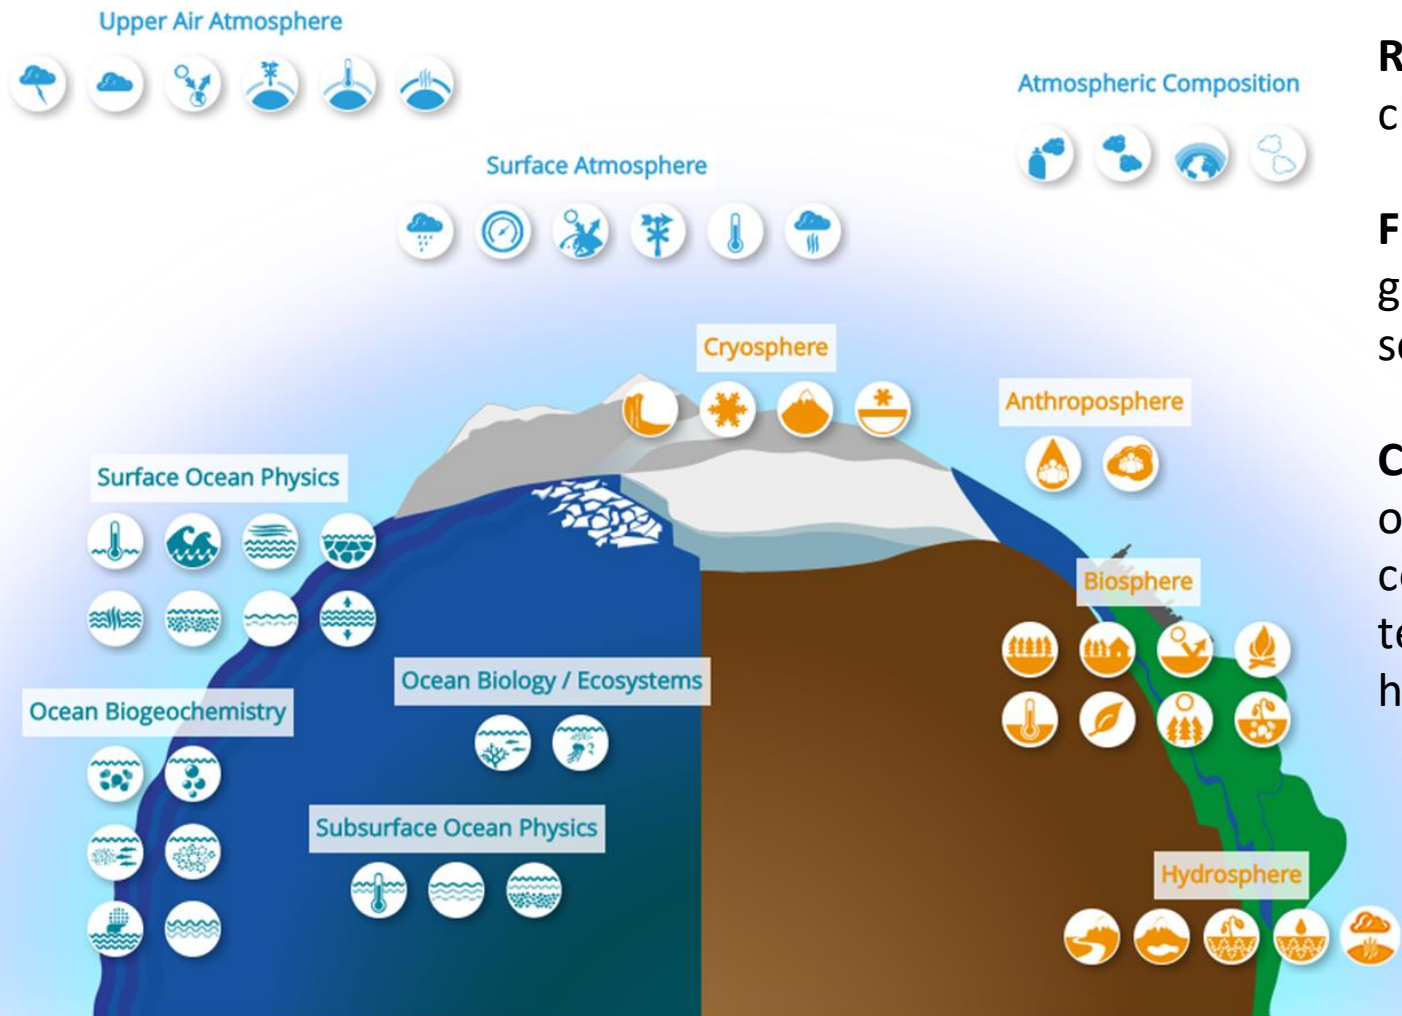 Upper Air Atmosphere
Atmospheric Composition
Surface Atmosphere
Cryosphere
Anthroposphere
Surface Ocean Physics
Biosphere
Ocean Biology / Ecosystems
Ocean Biogeochemistry
Subsurface Ocean Physics
Hydrosphere
R
c
F
g
C
o
h